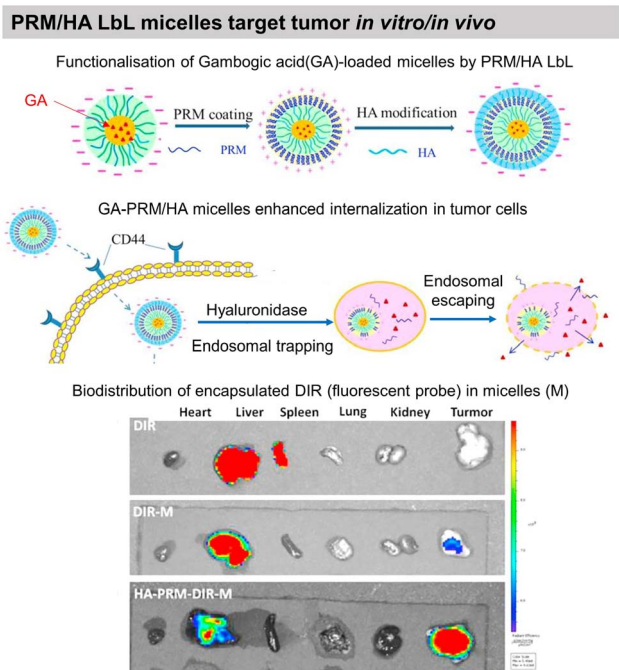 PRM/HA LbL micelles target tumor in vitro/in vivo
Functionalisation of Gambogic acid(GA)-loaded micelles by PRM/HA LbL
GA
PRM coating
HA modification
PRM
HA
GA-PRM/HA micelles enhanced internalization in tumor cells
CD44
Hyaluronidase
Endosomal trapping
Endosomal
escaping
Biodistribution of encapsulated DIR (fluorescent probe) in micelles (M)
Heart Liver Spleen Lung Kidney Turmor
DIR
DIR-M
HA-PRM-DIR-M